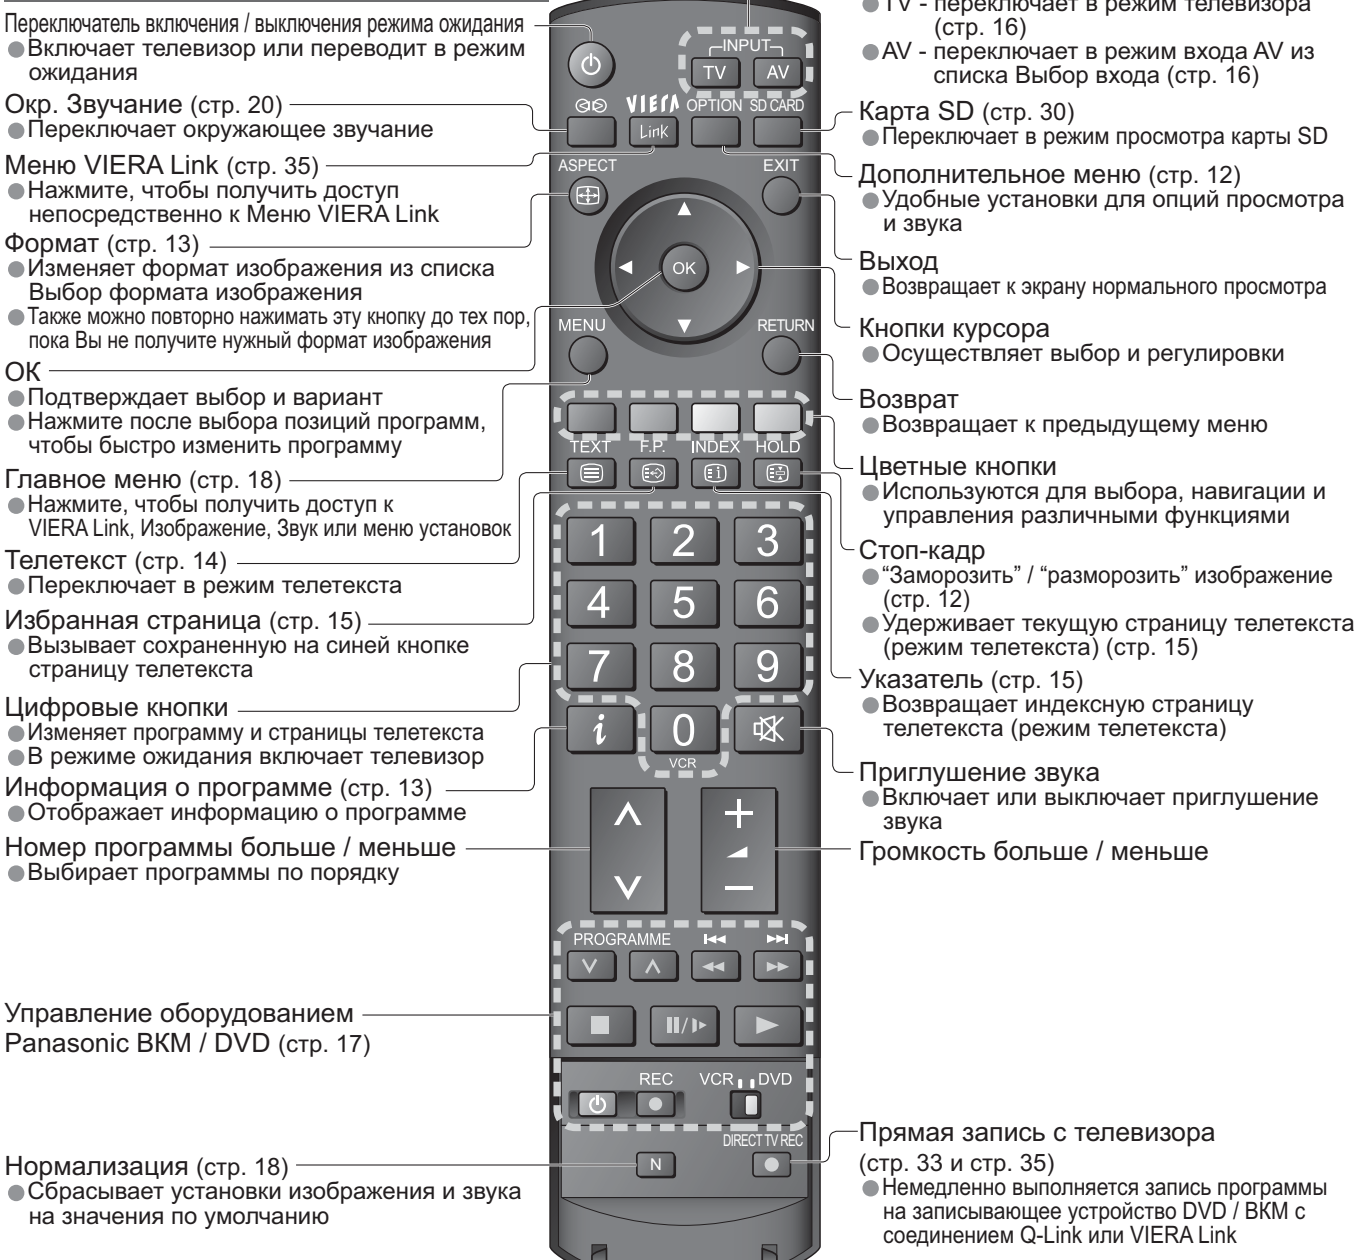 Переключатель включения / выключения режима ожидания
●Включает телевизор или переводит в режим
ожидания
Окр. Звучание (стр. 20)
●Переключает окружающее звучание
Меню VIERA Link (стр. 35)
●Нажмите, чтобы получить доступ
непосредственно к Меню VIERA Link
Формат (стр. 13)
●Изменяет формат изображения из списка
Выбор формата изображения
●Также можно повторно нажимать эту кнопку до тех пор,
пока Вы не получите нужный формат изображения
ОК
●Подтверждает выбор и вариант
●Нажмите после выбора позиций программ,
чтобы быстро изменить программу
Главное меню (стр. 18)
●Нажмите, чтобы получить доступ к
VIERA Link, Изображение, Звук или меню установок
Телетекст (стр. 14)
●Переключает в режим телетекста
Избранная страница (стр. 15)
●Вызывает сохраненную на синей кнопке
страницу телетекста
Цифровые кнопки
●Изменяет программу и страницы телетекста
●В режиме ожидания включает телевизор
Информация о программе (стр. 13)
●Отображает информацию о программе
Номер программы больше / меньше
●Выбирает программы по порядку
Управление оборудованием
Panasonic ВКМ / DVD (стр. 17)
Нормализация (стр. 18)
●Сбрасывает установки изображения и звука
на значения по умолчанию
INPUT
TV AV
VIERA OPTION SD CARD
Link
ASPECT EXIT
OK
MENU RETURN
TEXT F.P. INDEX HOLD
1 2 3
4 5 6
7 8 9
i 0
VCR
PROGRAMME
REC VCR DVD
DIRECT TV REC
N
●TV - переключает в режим телевизора
(стр. 16)
●AV - переключает в режим входа AV из
списка Выбор входа (стр. 16)
Карта SD (стр. 30)
●Переключает в режим просмотра карты SD
Дополнительное меню (стр. 12)
●Удобные установки для опций просмотра
и звука
Выход
●Возвращает к экрану нормального просмотра
Кнопки курсора
●Осуществляет выбор и регулировки
Возврат
●Возвращает к предыдущему меню
Цветные кнопки
●Используются для выбора, навигации и
управления различными функциями
Стоп-кадр
●“Заморозить” / “разморозить” изображение
(стр. 12)
●Удерживает текущую страницу телетекста
(режим телетекста) (стр. 15)
Указатель (стр. 15)
●Возвращает индексную страницу
телетекста (режим телетекста)
Приглушение звука
●Включает или выключает приглушение
звука
Громкость больше / меньше
Прямая запись с телевизора
(стр. 33 и стр. 35)
●Немедленно выполняется запись программы
на записывающее устройство DVD / ВКМ с
соединением Q-Link или VIERA Link